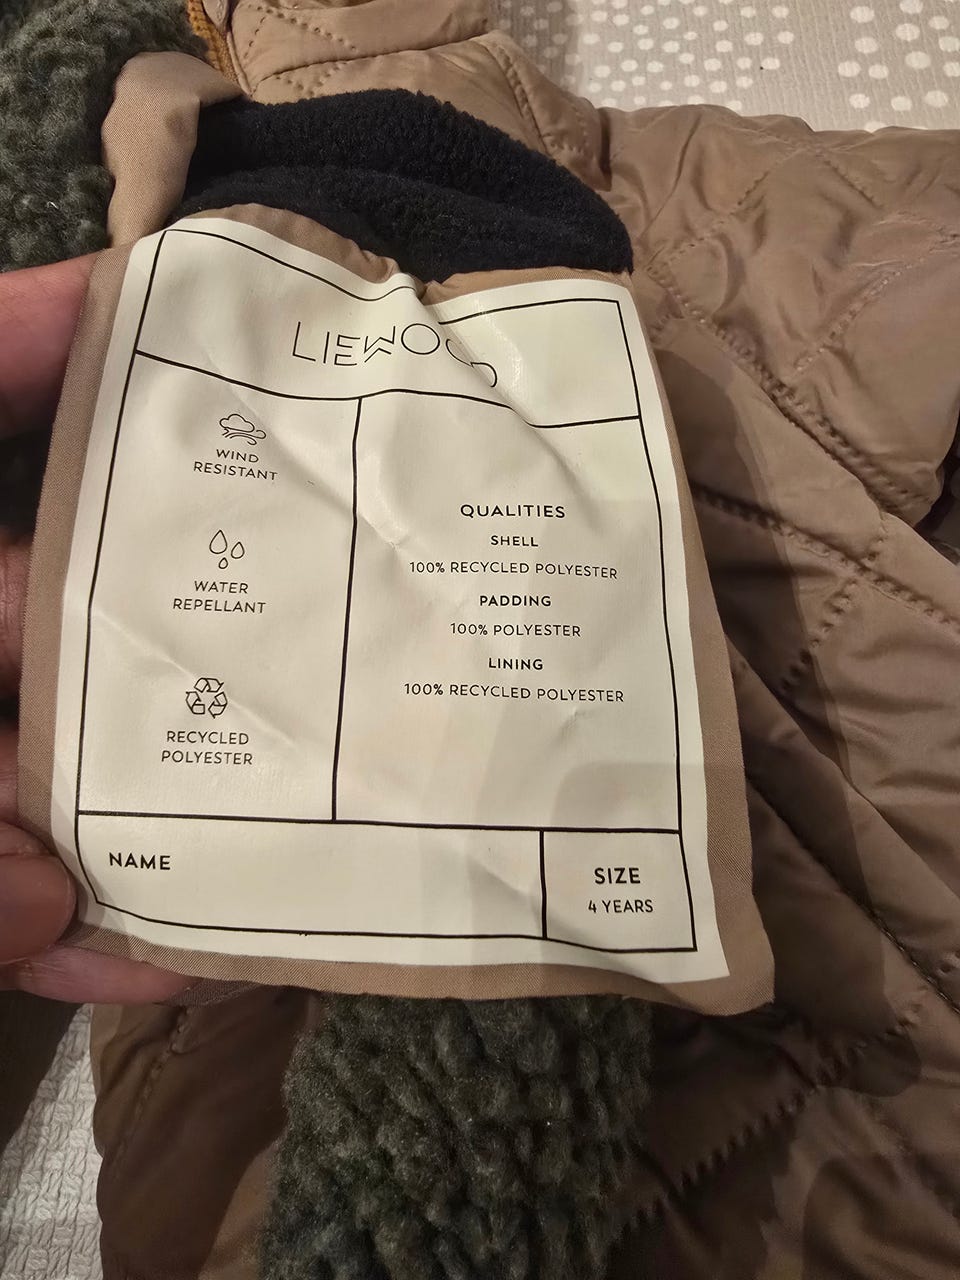 LIEWOOD
WIND
RESISTANT
WATER
REPELLANT
RECYCLED
POLYESTER
QUALITIES
SHELL
100% RECYCLED POLYESTER
PADDING
100% POLYESTER
LINING
100% RECYCLED POLYESTER
NAME
SIZE
4 YEARS